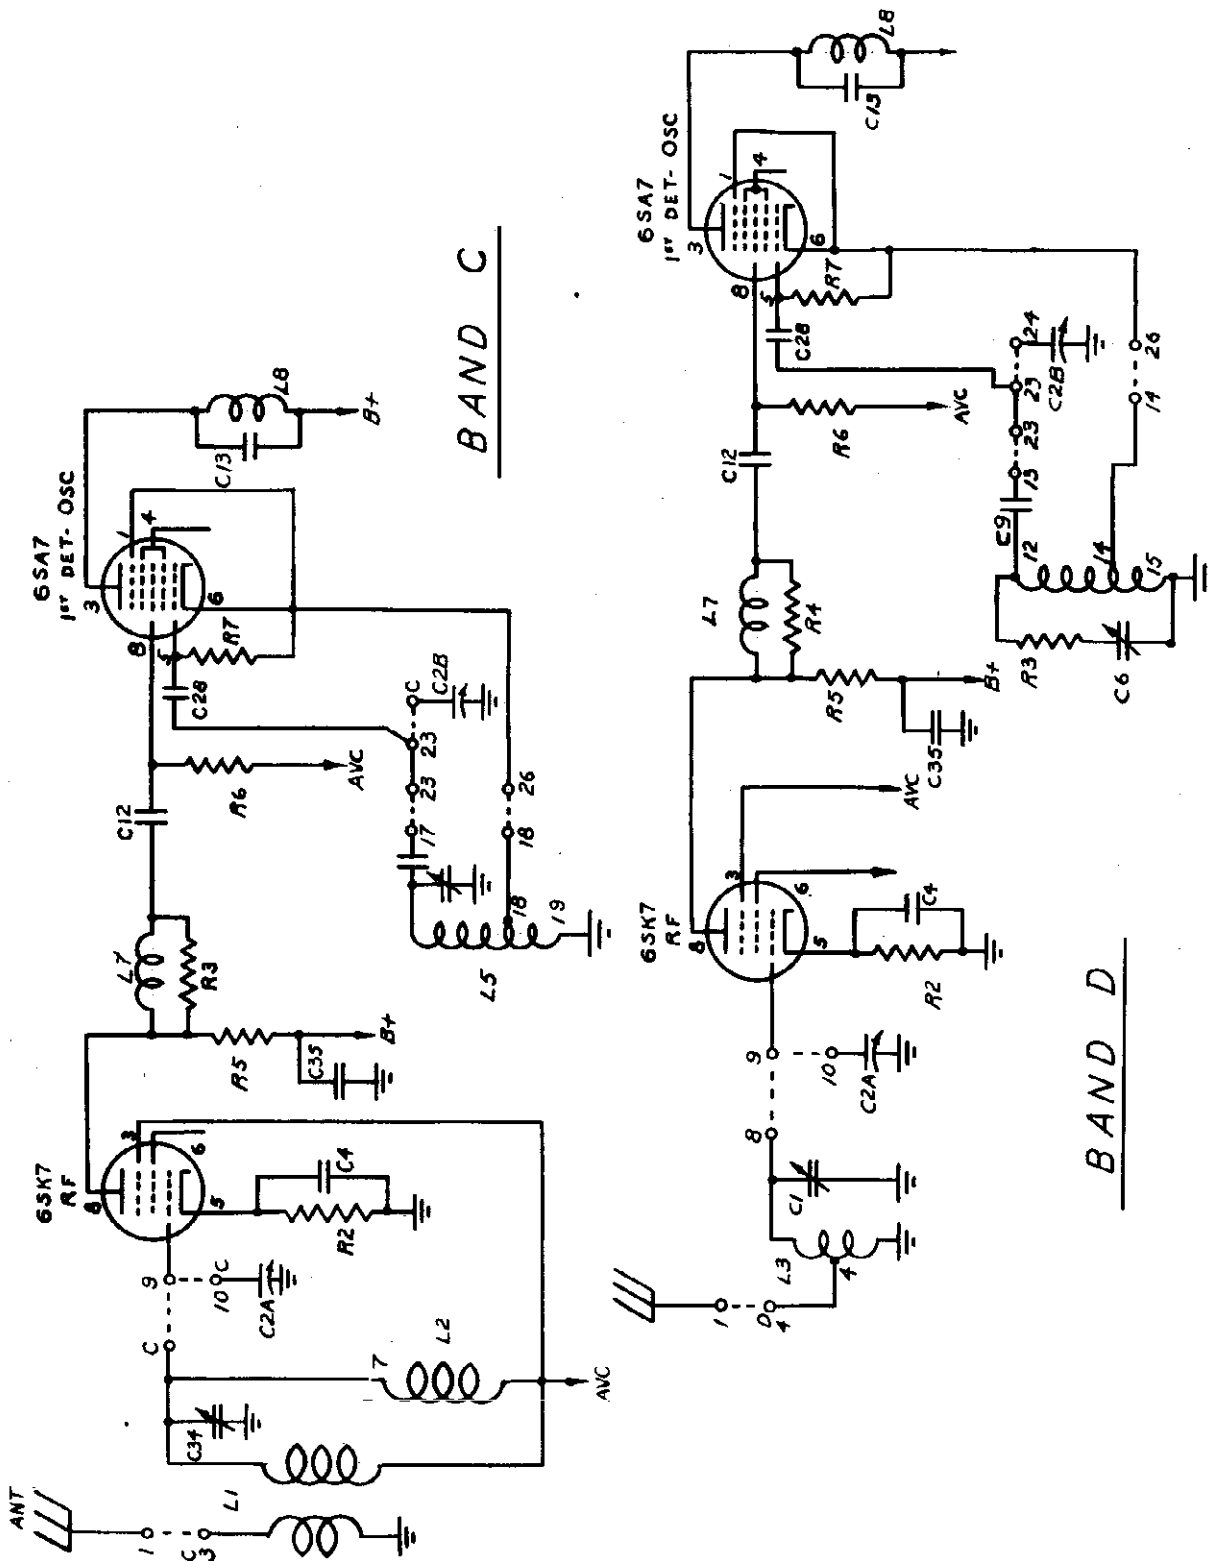 ANT
1
C
3
L1
C34
7
L2
AVC
C
9
10
C
C2A
6SK7
RF
8
3
6
5
R2
C4
R5
C35
B+
L7
R3
C12
R6
AVC
6SA7
1ST DET-OSC
3
1
4
8
5
6
R7
C28
C
C2B
23
23
17
18
26
18
19
L5
C13
L8
B+
BAND C
1
D
4
L3
4
C1
8
9
10
C2A
6SK7
RF
8
3
6
5
R2
C4
AVC
R5
C35
B+
L7
R4
C12
R6
AVC
6SA7
1ST DET-OSC
3
1
4
8
5
6
R7
C28
24
C2B
23
23
13
C9
12
14
15
14
26
R3
C6
C13
L8
BAND D